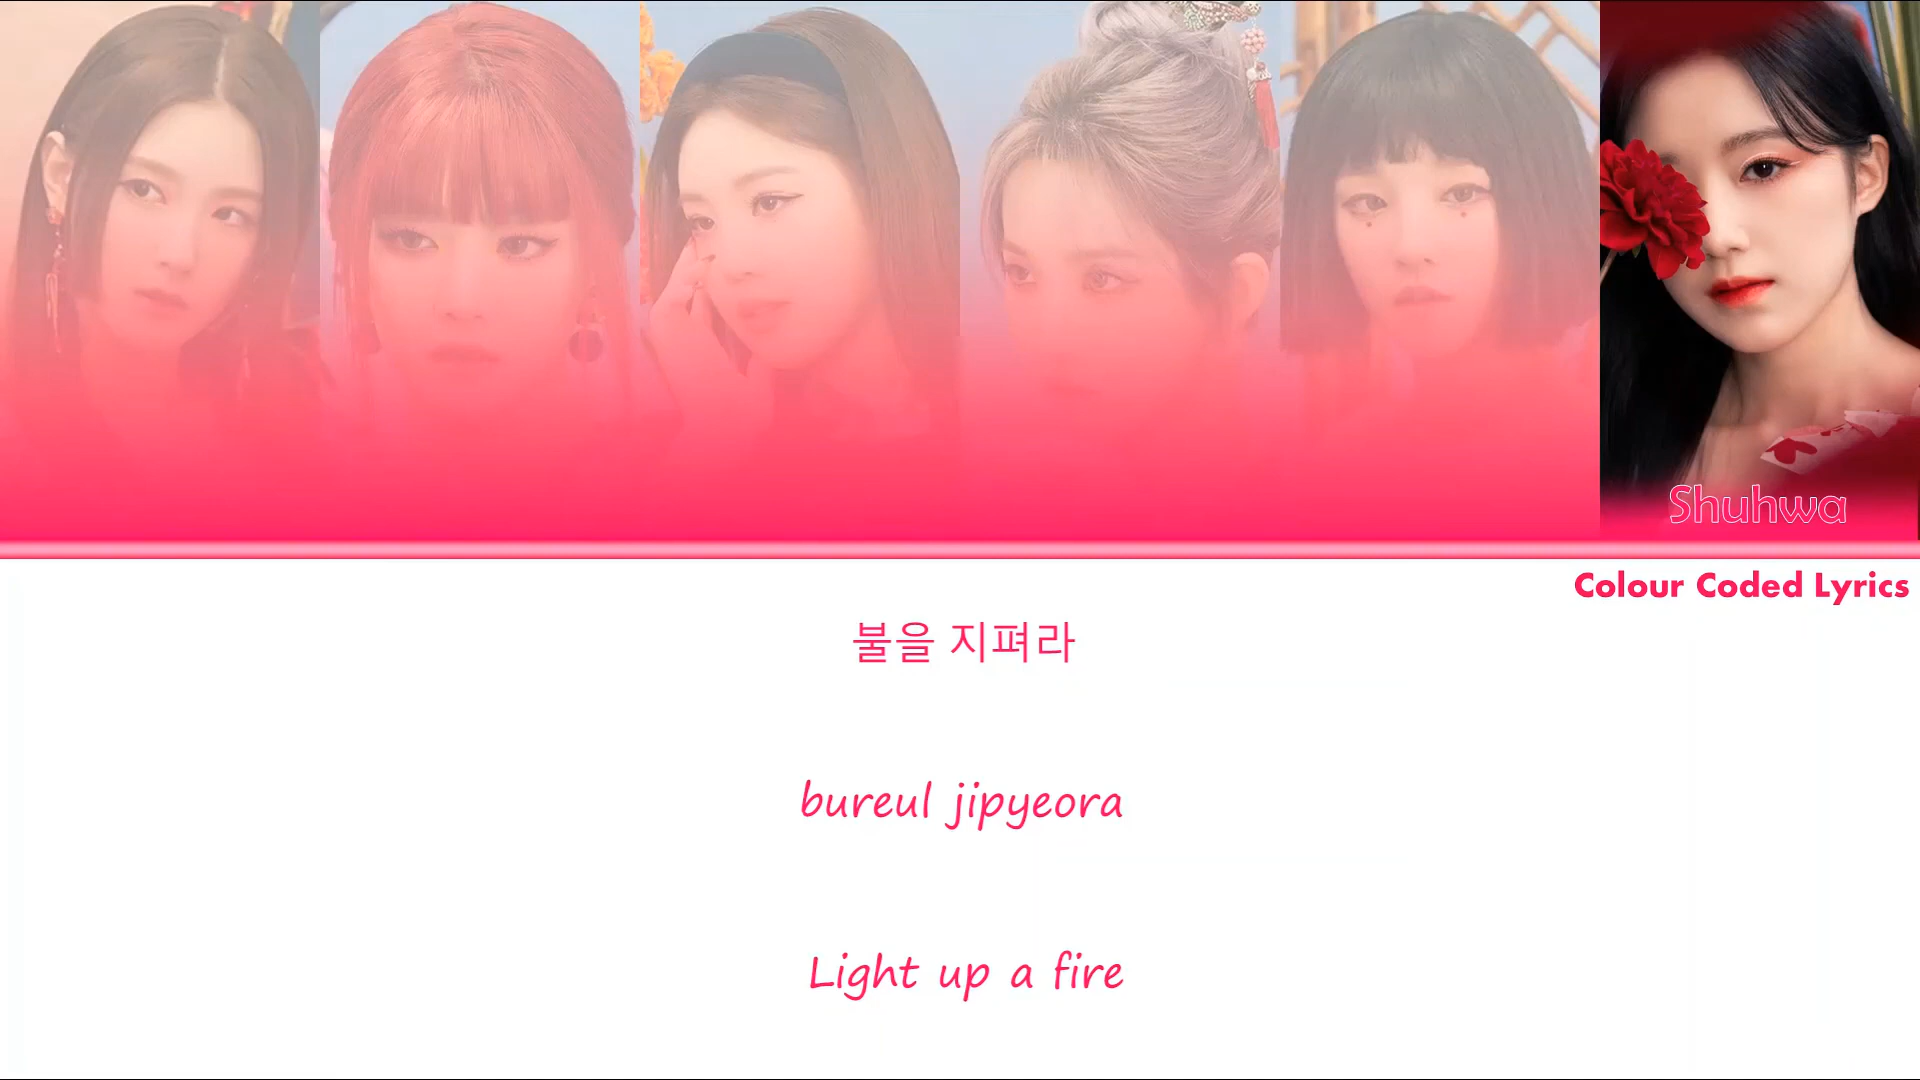 Shuhwa
Colour Coded Lyrics
불을 지펴라
bureul jipyeora
Light up a fire